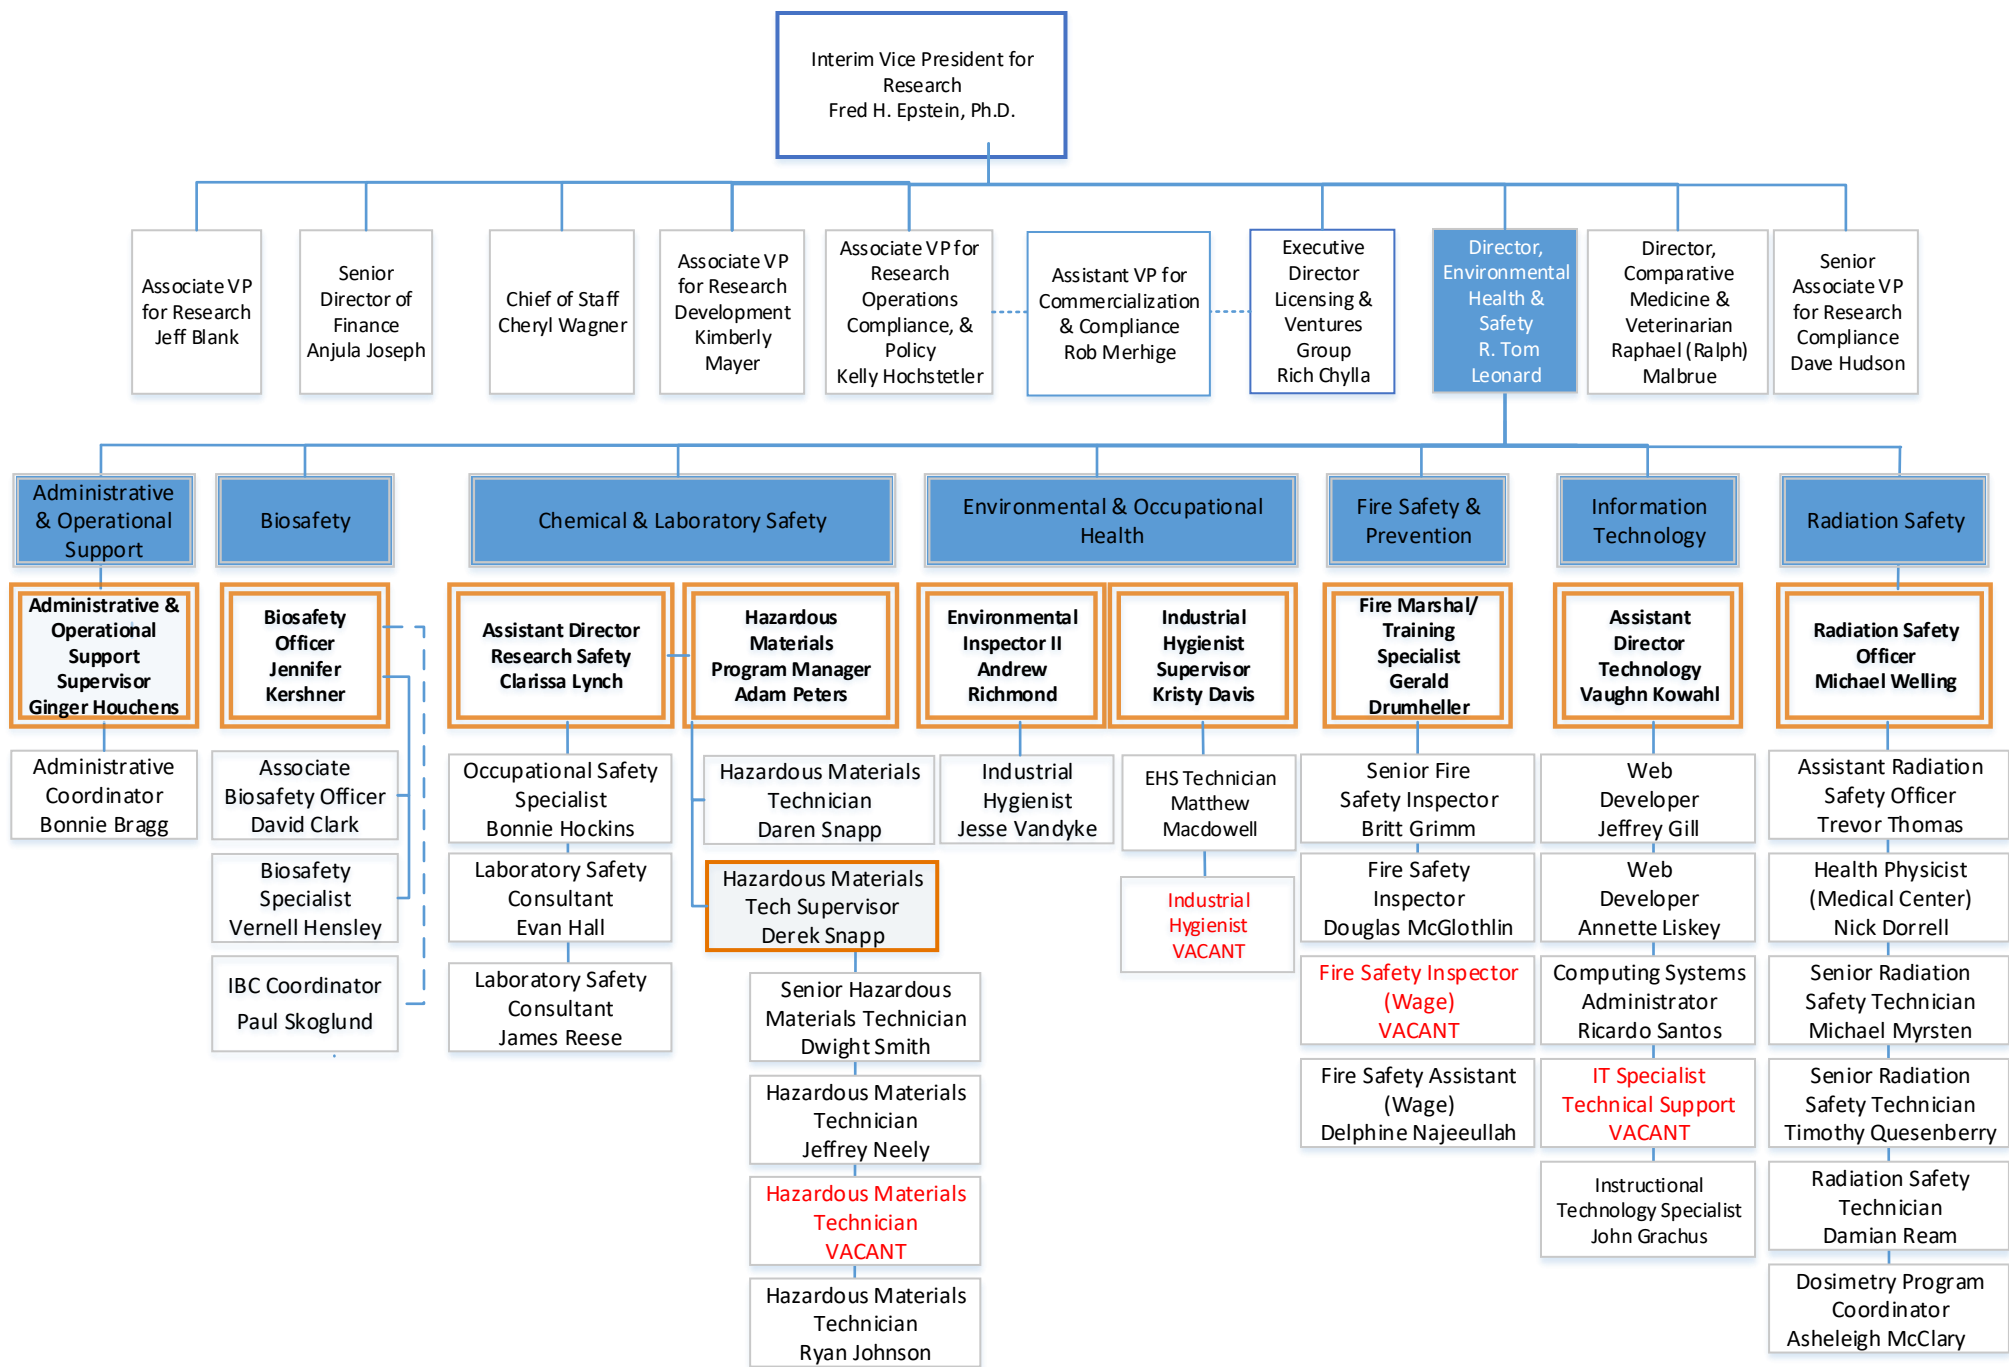 Interim Vice President for
Research
Fred H. Epstein, Ph.D.
Associate VP
for Research
Jeff Blank
Senior
Director of
Finance
Anjula Joseph
Chief of Staff
Cheryl Wagner
Associate VP
for Research
Development
Kimberly
Mayer
Associate VP for
Research
Operations
Compliance, &
Policy
Kelly Hochstetler
Assistant VP for
Commercialization
& Compliance
Rob Merhige
Executive
Director
Licensing &
Ventures
Group
Rich Chylla
Director,
Environmental
Health &
Safety
R. Tom
Leonard
Director,
Comparative
Medicine &
Veterinarian
Raphael (Ralph)
Malbrue
Senior
Associate VP
for Research
Compliance
Dave Hudson
Administrative
& Operational
Support
Biosafety
Chemical & Laboratory Safety
Environmental & Occupational
Health
Fire Safety &
Prevention
Information
Technology
Radiation Safety
Administrative &
Operational
Support
Supervisor
Ginger Houchens
Biosafety
Officer
Jennifer
Kershner
Assistant Director
Research Safety
Clarissa Lynch
Hazardous
Materials
Program Manager
Adam Peters
Environmental
Inspector II
Andrew
Richmond
Industrial
Hygienist
Supervisor
Kristy Davis
Fire Marshal/
Training
Specialist
Gerald
Drumheller
Assistant
Director
Technology
Vaughn Kowahl
Radiation Safety
Officer
Michael Welling
Administrative
Coordinator
Bonnie Bragg
Associate
Biosafety Officer
David Clark
Biosafety
Specialist
Vernell Hensley
IBC Coordinator
Paul Skoglund
Occupational Safety
Specialist
Bonnie Hockins
Laboratory Safety
Consultant
Evan Hall
Laboratory Safety
Consultant
James Reese
Hazardous Materials
Technician
Daren Snapp
Hazardous Materials
Tech Supervisor
Derek Snapp
Senior Hazardous
Materials Technician
Dwight Smith
Hazardous Materials
Technician
Jeffrey Neely
Hazardous Materials
Technician
VACANT
Hazardous Materials
Technician
Ryan Johnson
Industrial
Hygienist
Jesse Vandyke
EHS Technician
Matthew
Macdowell
Industrial
Hygienist
VACANT
Senior Fire
Safety Inspector
Britt Grimm
Fire Safety
Inspector
Douglas McGlothlin
Fire Safety Inspector
(Wage)
VACANT
Fire Safety Assistant
(Wage)
Delphine Najeeullah
Web
Developer
Jeffrey Gill
Web
Developer
Annette Liskey
Computing Systems
Administrator
Ricardo Santos
IT Specialist
Technical Support
VACANT
Instructional
Technology Specialist
John Grachus
Assistant Radiation
Safety Officer
Trevor Thomas
Health Physicist
(Medical Center)
Nick Dorrell
Senior Radiation
Safety Technician
Michael Myrsten
Senior Radiation
Safety Technician
Timothy Quesenberry
Radiation Safety
Technician
Damian Ream
Dosimetry Program
Coordinator
Asheleigh McClary